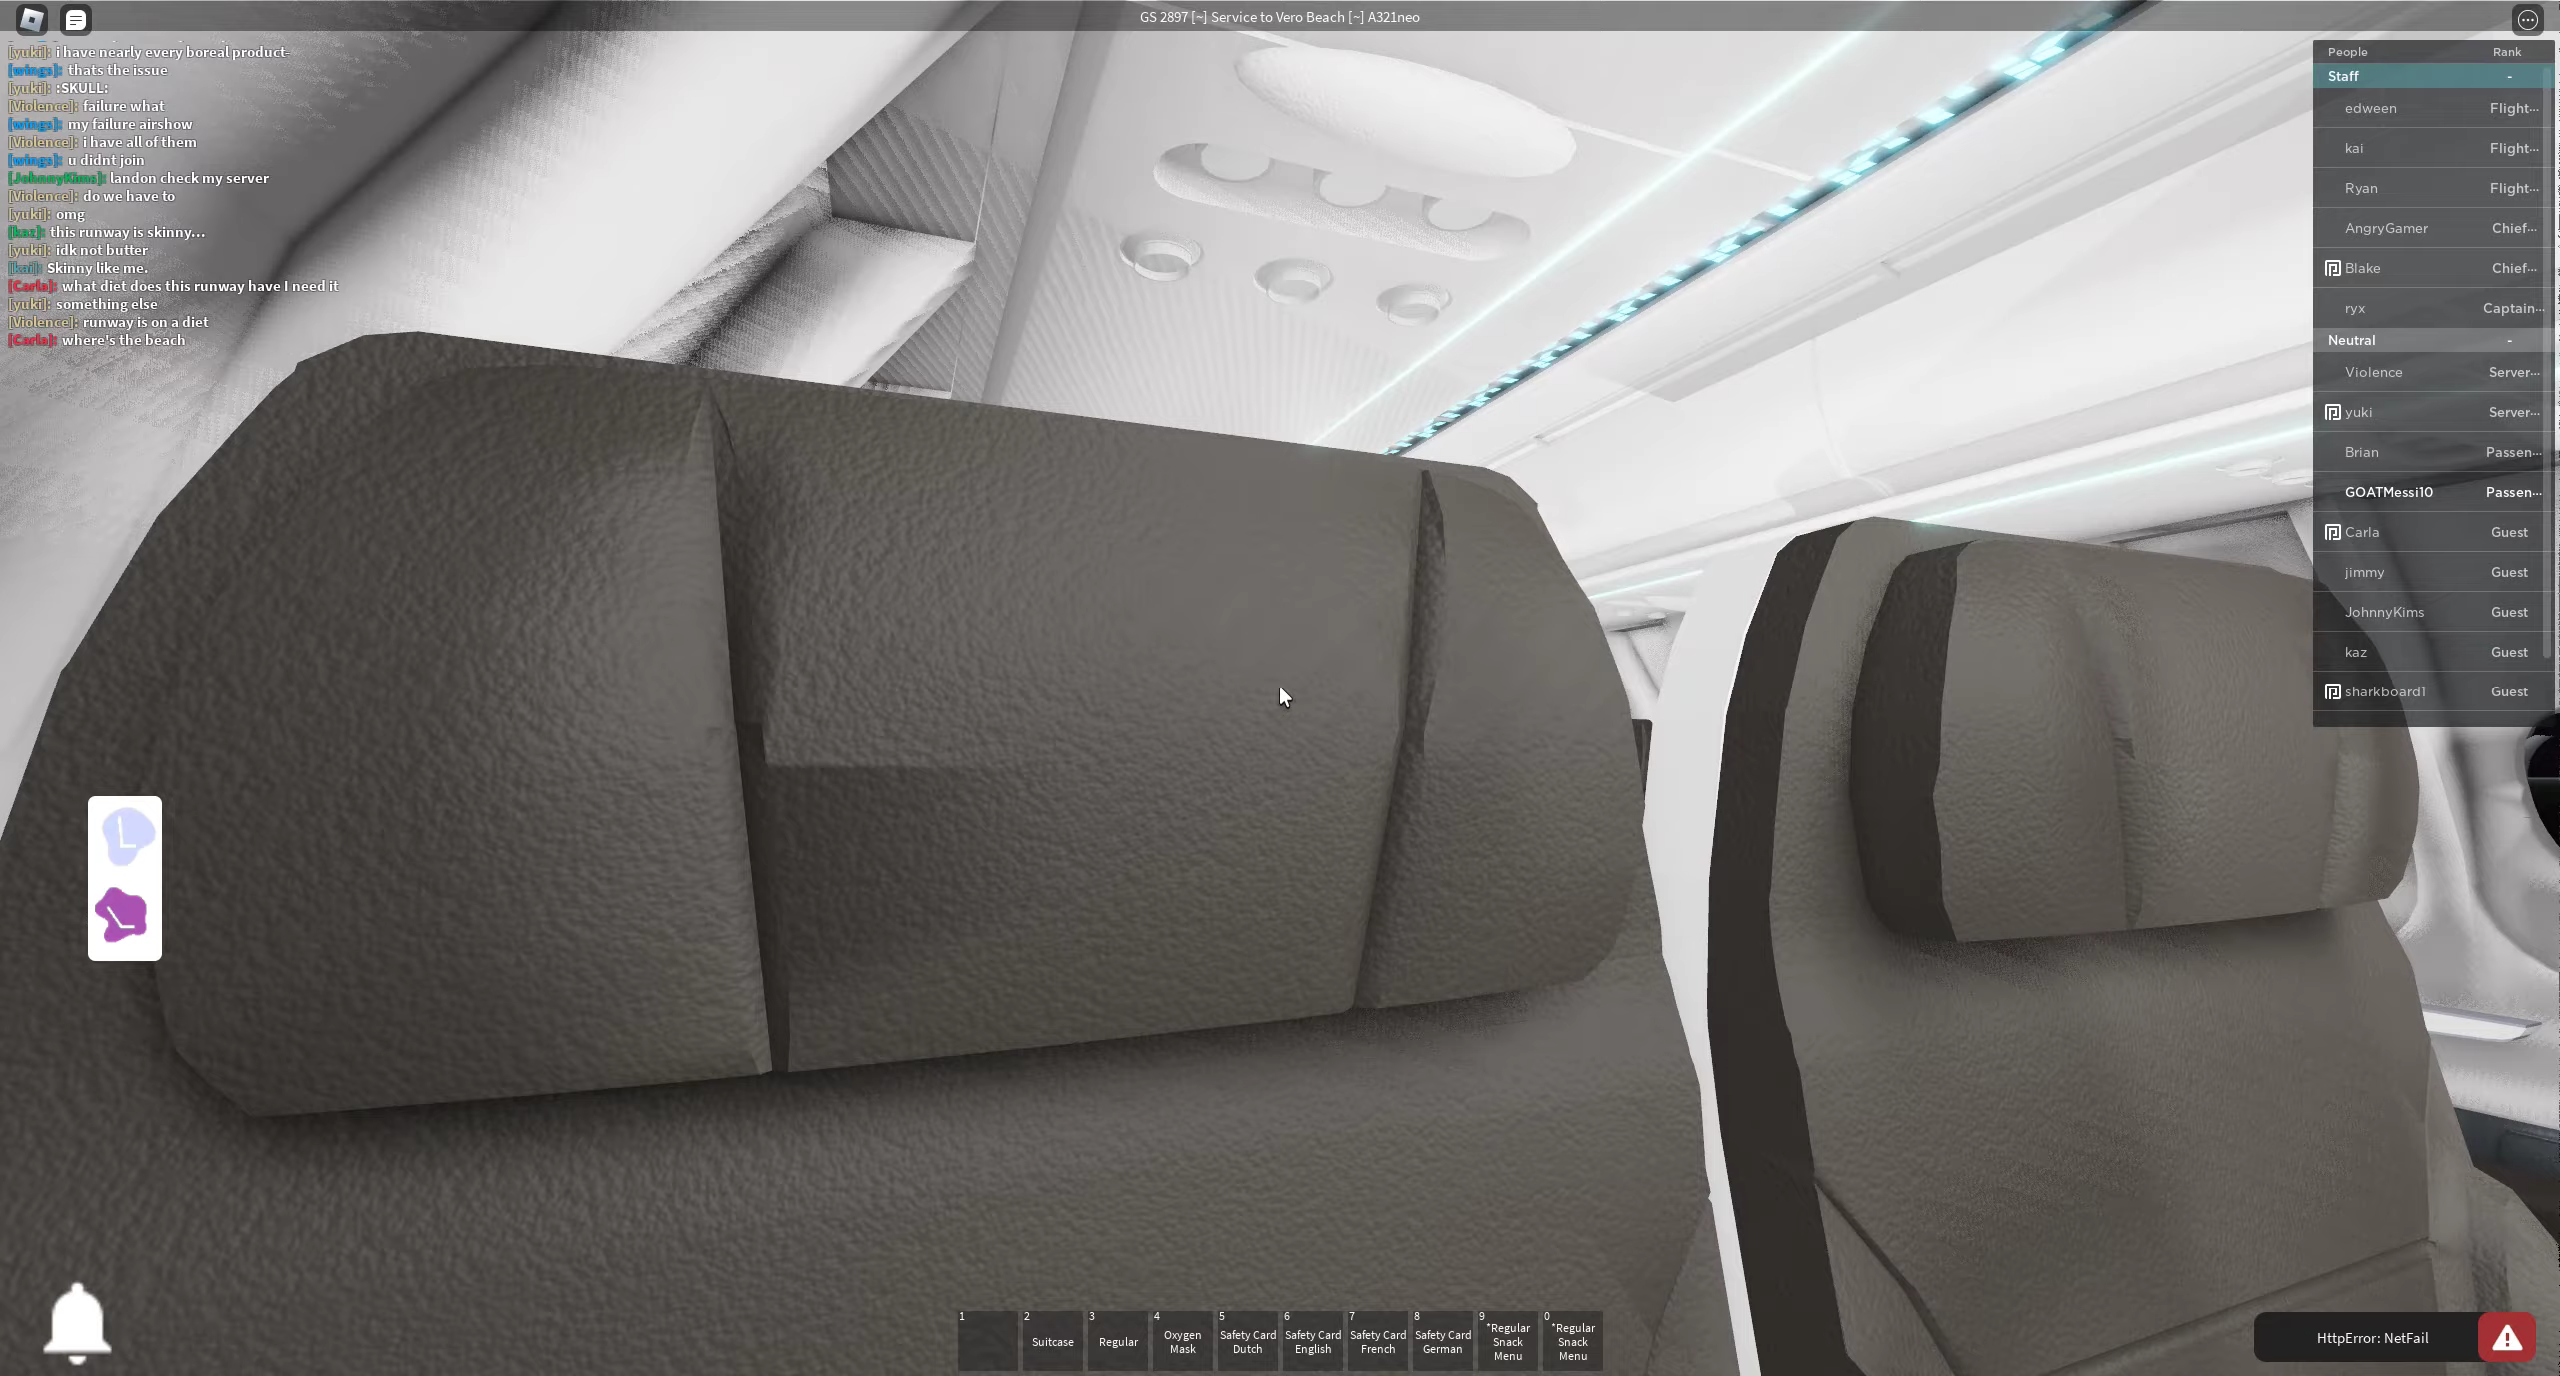 GS 2897 [~] Service to Vero Beach [~] A321neo
[yuki]: i have nearly every boreal product-
[wings]: thats the issue
[yuki]: :SKULL:
[Violence]: failure what
[wings]: my failure airshow
[Violence]: i have all of them
[wings]: u didnt join
[JohnnyKims]: landon check my server
[Violence]: do we have to
[yuki]: omg
[kaz]: this runway is skinny...
[yuki]: idk not butter
[kai]: Skinny like me.
[Carla]: what diet does this runway have I need it
[yuki]: something else
[Violence]: runway is on a diet
[Carla]: where's the beach
People Rank
Staff -
edween Flight...
kai Flight...
Ryan Flight...
AngryGamer Chief...
Blake Chief...
ryx Captain...
Neutral -
Violence Server...
yuki Server...
Brian Passen...
GOATMessi10 Passen...
Carla Guest
jimmy Guest
JohnnyKims Guest
kaz Guest
sharkboard1 Guest
1
2 Suitcase
3 Regular
4 Oxygen Mask
5 Safety Card Dutch
6 Safety Card English
7 Safety Card French
8 Safety Card German
9 *Regular Snack Menu
0 *Regular Snack Menu
HttpError: NetFail